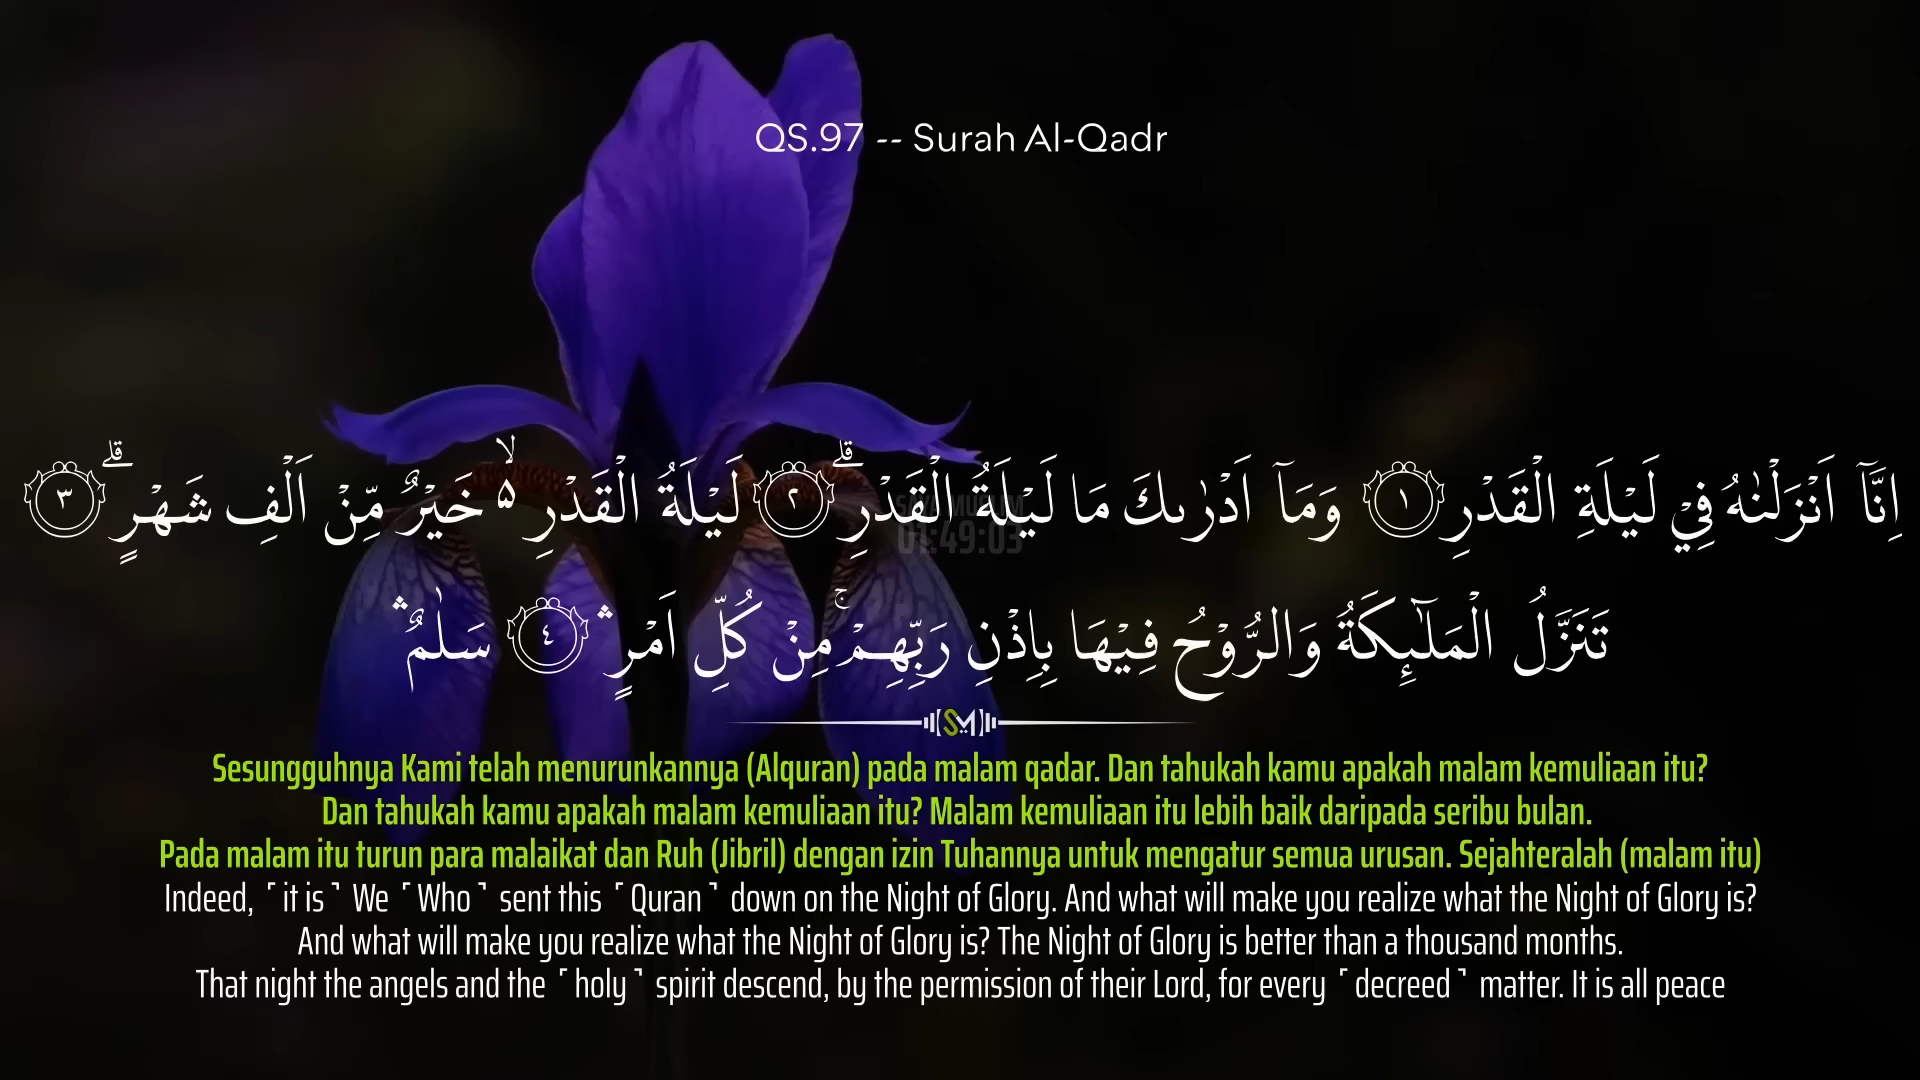 QS.97 -- Surah Al-Qadr
اِنَّآ اَنْزَلْنٰهُ فِيْ لَيْلَةِ الْقَدْرِ ۝١ وَمَآ اَدْرٰىكَ مَا لَيْلَةُ الْقَدْرِۗ ۝٢ لَيْلَةُ الْقَدْرِ ەۙ خَيْرٌ مِّنْ اَلْفِ شَهْرٍۗ ۝٣
تَنَزَّلُ الْمَلٰۤىِٕكَةُ وَالرُّوْحُ فِيْهَا بِاِذْنِ رَبِّهِمْۚ مِنْ كُلِّ اَمْرٍۛ ۝٤ سَلٰمٌۛ
SAYA MUSLIM
01:49:03
SM
Sesungguhnya Kami telah menurunkannya (Alquran) pada malam qadar. Dan tahukah kamu apakah malam kemuliaan itu?
Dan tahukah kamu apakah malam kemuliaan itu? Malam kemuliaan itu lebih baik daripada seribu bulan.
Pada malam itu turun para malaikat dan Ruh (Jibril) dengan izin Tuhannya untuk mengatur semua urusan. Sejahteralah (malam itu)
Indeed, ˹it is˺ We ˹Who˺ sent this ˹Quran˺ down on the Night of Glory. And what will make you realize what the Night of Glory is?
And what will make you realize what the Night of Glory is? The Night of Glory is better than a thousand months.
That night the angels and the ˹holy˺ spirit descend, by the permission of their Lord, for every ˹decreed˺ matter. It is all peace